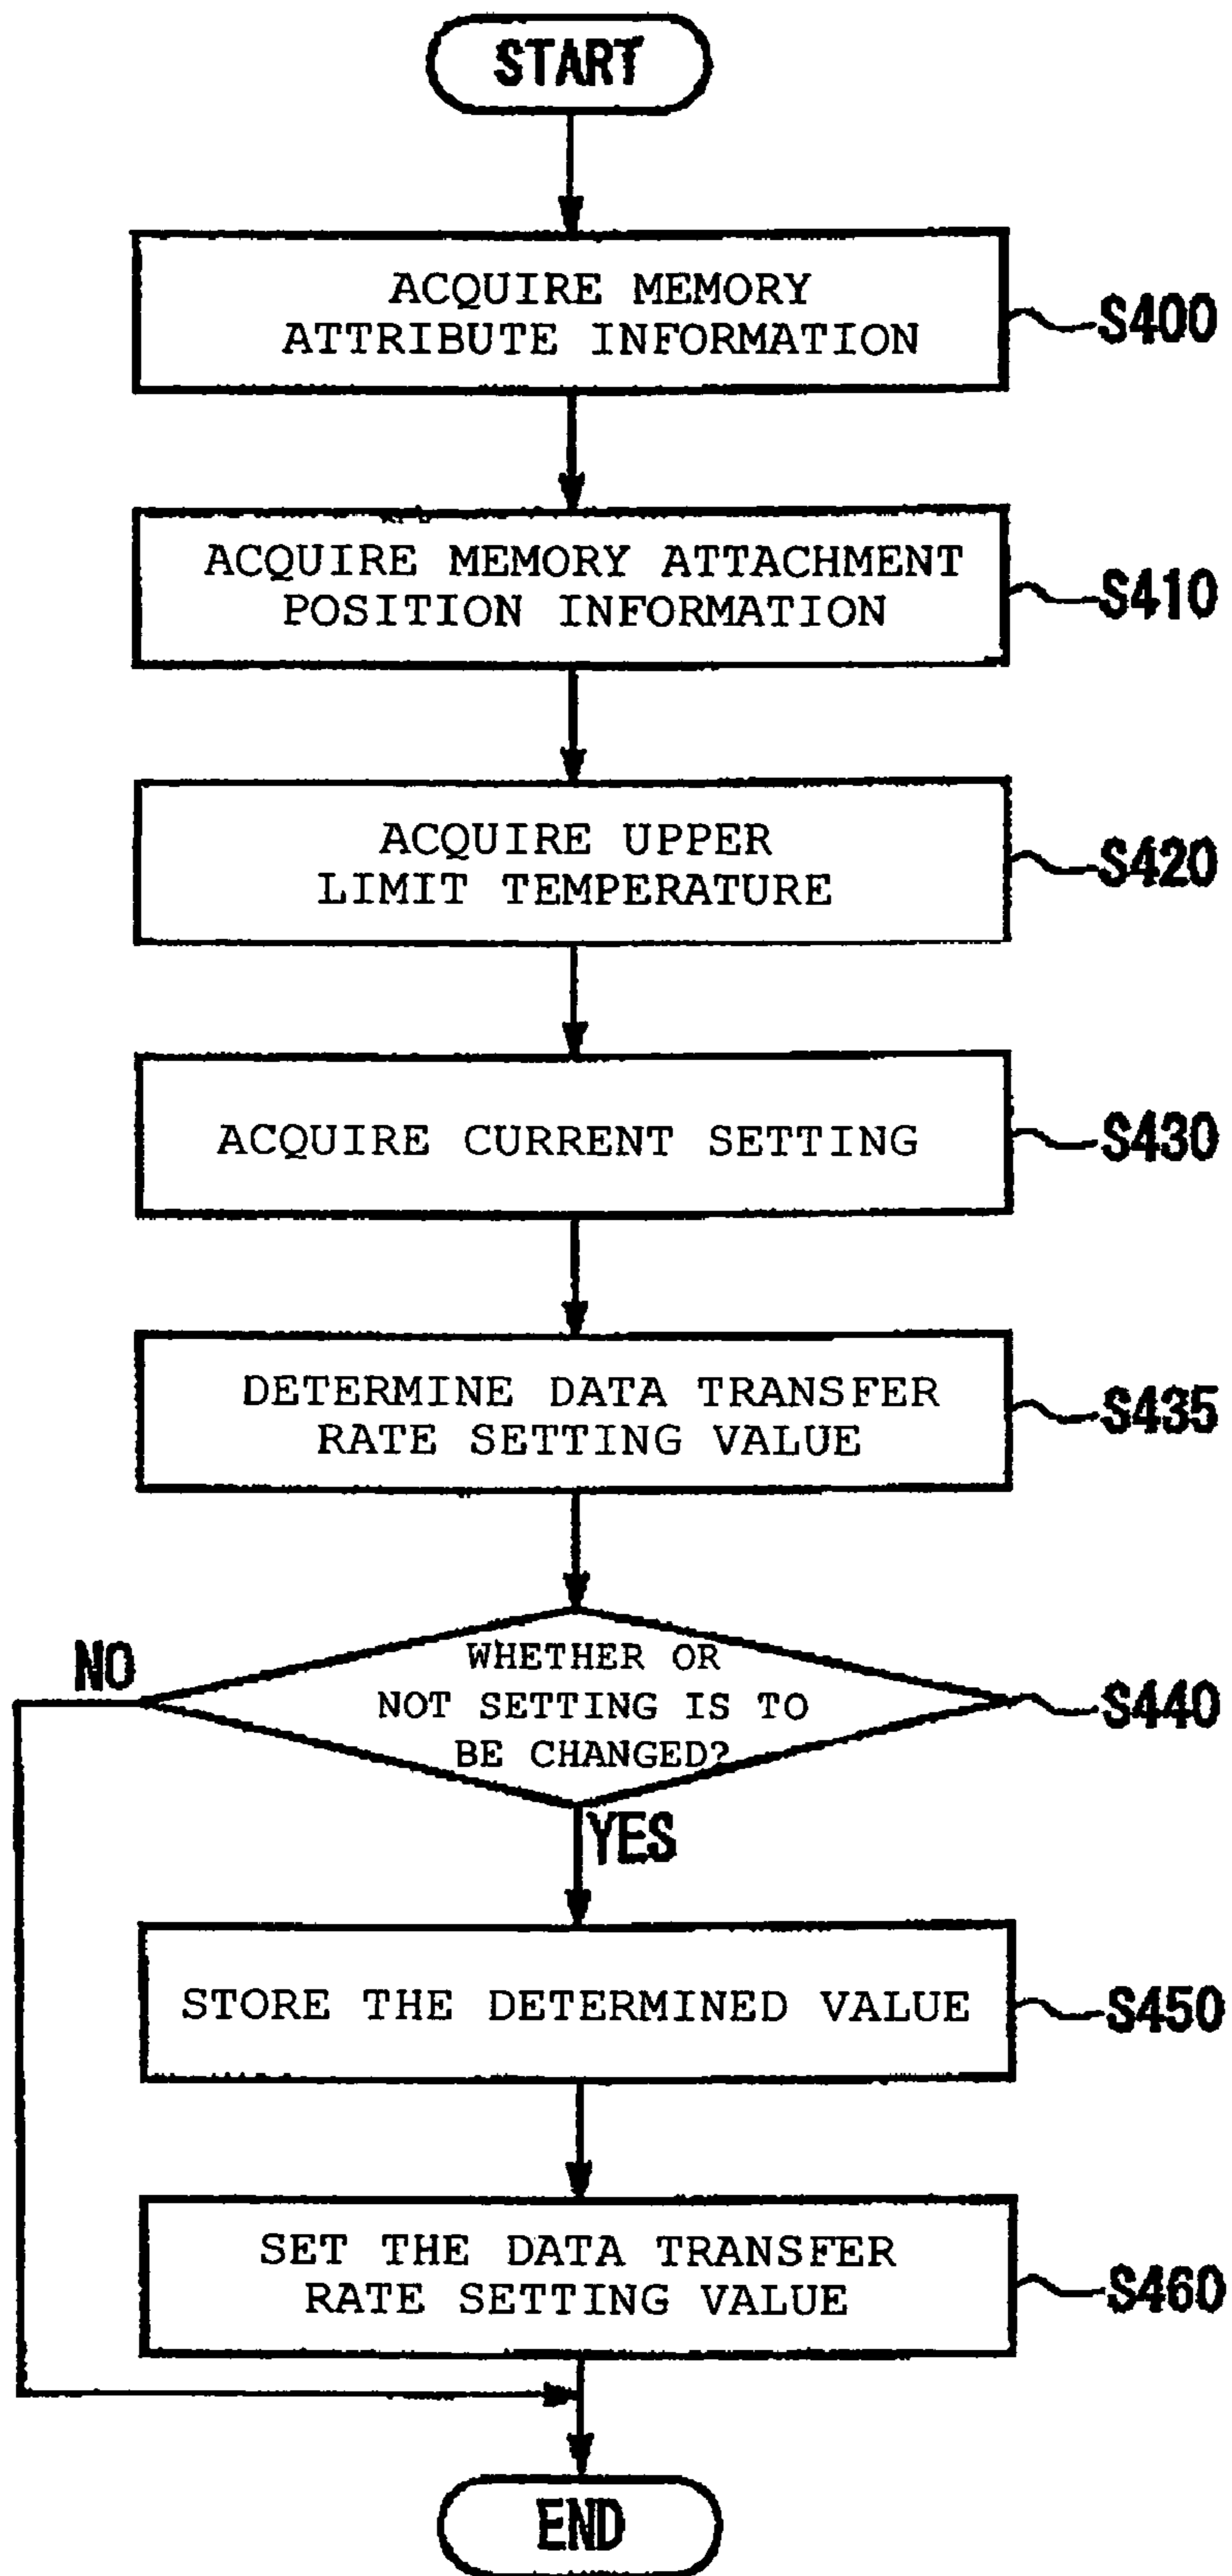 START
ACQUIRE MEMORY
ATTRIBUTE INFORMATION
S400
ACQUIRE MEMORY ATTACHMENT
POSITION INFORMATION
S410
ACQUIRE UPPER
LIMIT TEMPERATURE
S420
ACQUIRE CURRENT SETTING
S430
DETERMINE DATA TRANSFER
RATE SETTING VALUE
S435
NO
WHETHER OR
NOT SETTING IS TO
BE CHANGED?
S440
YES
STORE THE DETERMINED VALUE
S450
SET THE DATA TRANSFER
RATE SETTING VALUE
S460
END